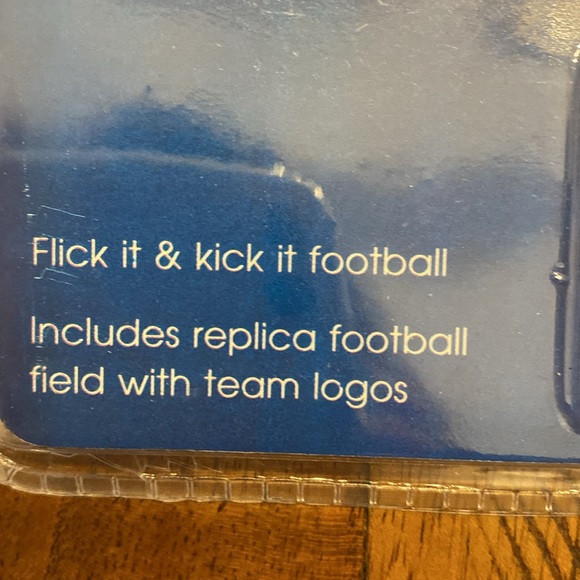 Flick it & kick it football
Includes replica football
field with team logos